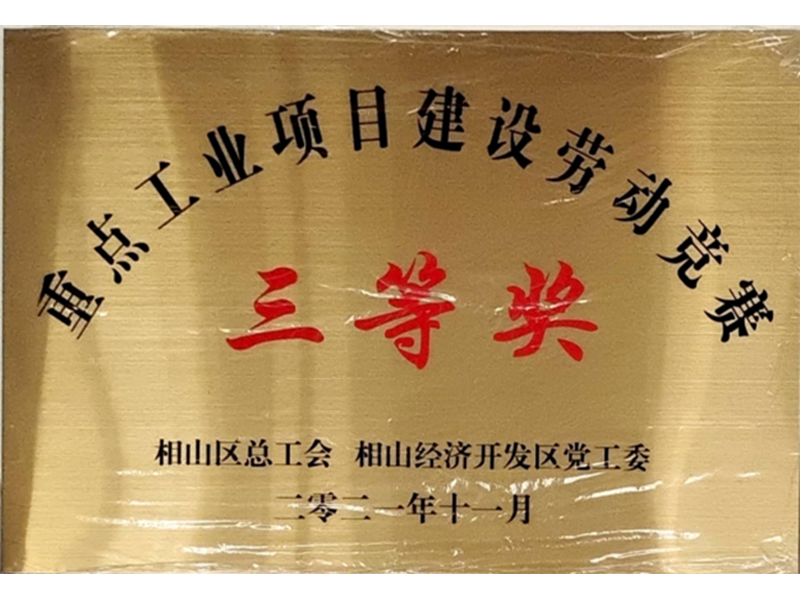 重点工业项目建设劳动竞赛
三等奖
相山区总工会 相山经济开发区党工委
二零二一年十一月